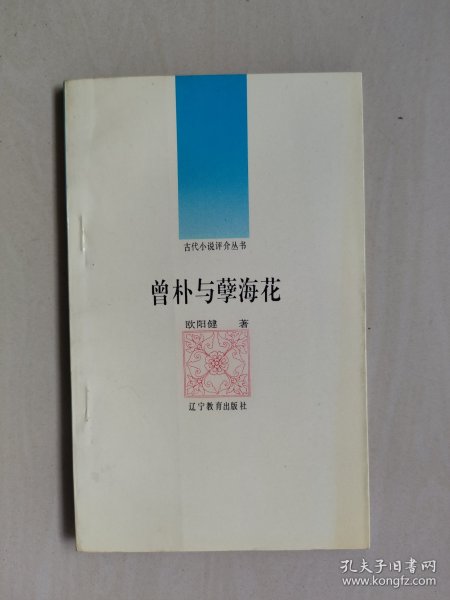 古代小说评介丛书
曾朴与孽海花
欧阳健 著
辽宁教育出版社
孔夫子旧书网
www.kongfz.com